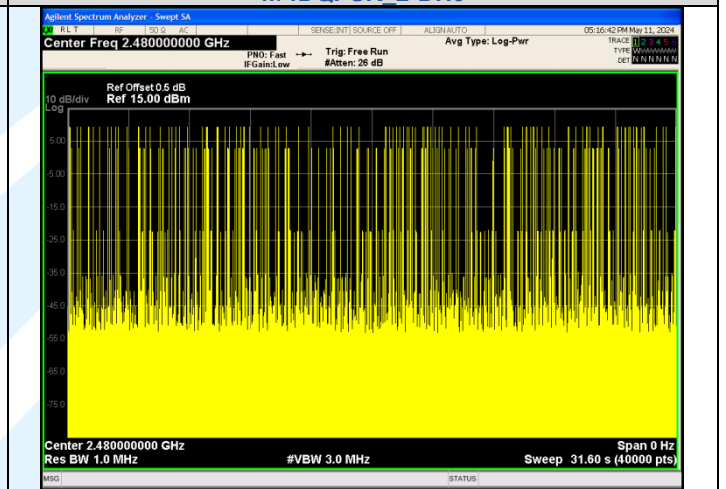 Agilent Spectrum Analyzer - Swept SA
RL T RF 50 Ω AC SENSE:INT SOURCE OFF ALIGN AUTO 05:16:42 PM May 11, 2024
Center Freq 2.480000000 GHz
PNO: Fast
IFGain:Low
Trig: Free Run
#Atten: 26 dB
Avg Type: Log-Pwr
TRACE 1 2 3 4 5 6
TYPE WWWWWW
DET N N N N N N
Ref Offset 0.5 dB
10 dB/div Ref 15.00 dBm
Log
5.00
-5.00
-15.0
-25.0
-35.0
-45.0
-55.0
-65.0
-75.0
Center 2.480000000 GHz
Span 0 Hz
Res BW 1.0 MHz
#VBW 3.0 MHz
Sweep 31.60 s (40000 pts)
MSG
STATUS